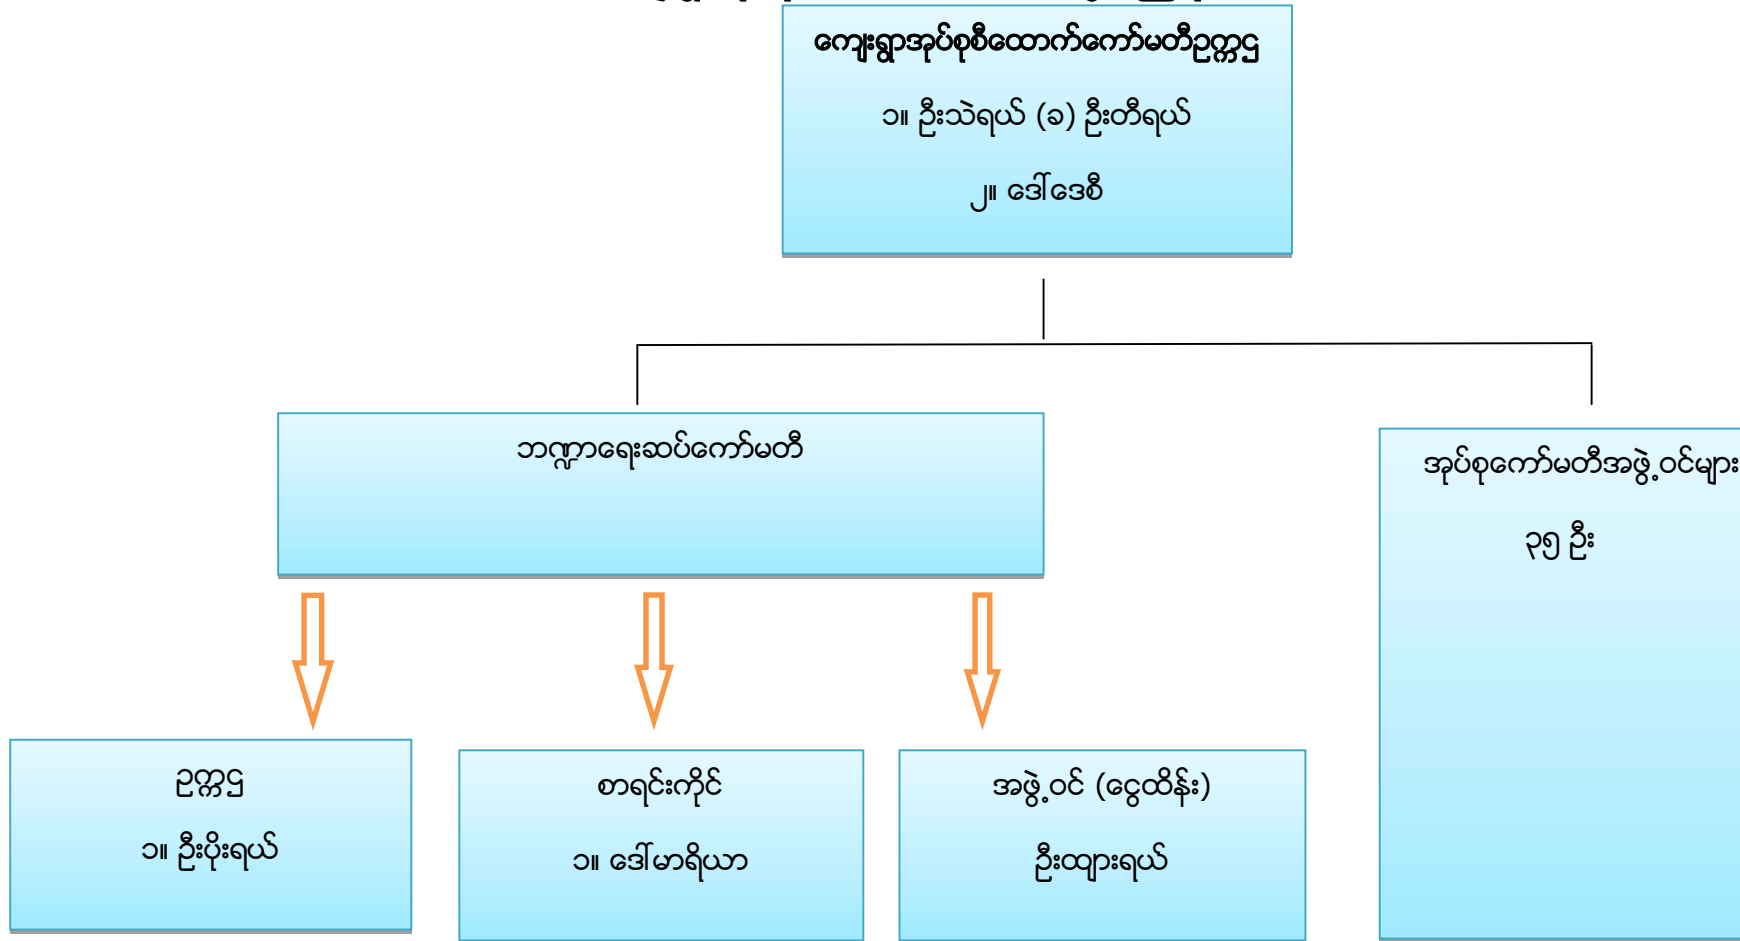 ကျေးရွာအုပ်စုစီထောက်ကော်မတီဥက္ကဌ
၁။ ဦးသဲရယ် (ခ) ဦးတီရယ်
၂။ ဒေါ်ဒေစီ
ဘဏ္ဍာရေးဆပ်ကော်မတီ
အုပ်စုကော်မတီအဖွဲ့ဝင်များ
၃၅ ဦး
ဥက္ကဌ
၁။ ဦးပိုးရယ်
စာရင်းကိုင်
၁။ ဒေါ်မာရိယာ
အဖွဲ့ဝင် (ငွေထိန်း)
ဦးထျားရယ်